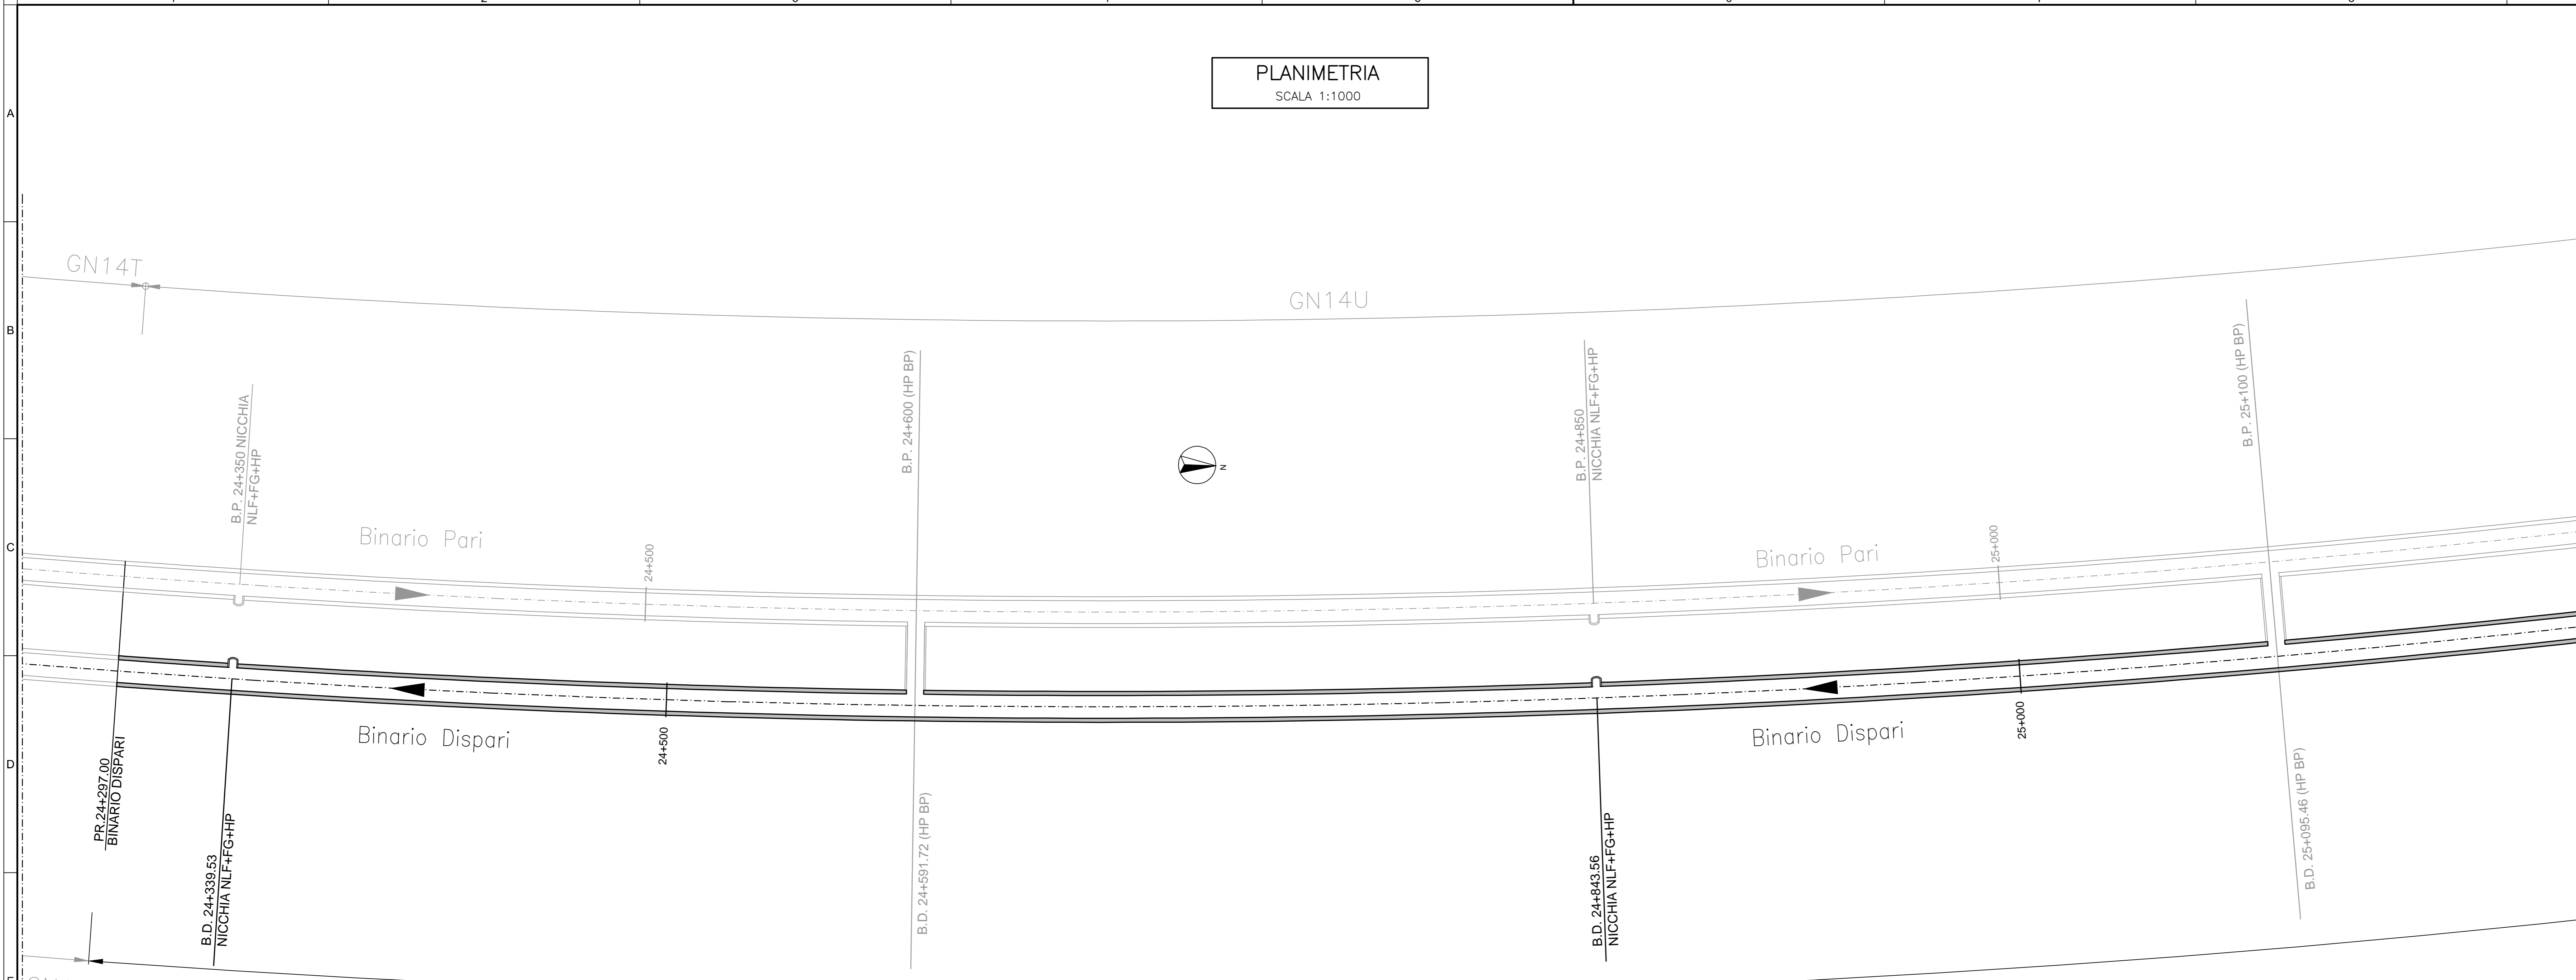 PLANIMETRIA
SCALA 1:1000
A
B
C
D
GN14T
GN14U
B.P. 24+350 NICCHIA
NLF+FG+HP
B.P. 24+600 (HP BP)
B.P. 24+850
NICCHIA NLF+FG+HP
B.P. 25+100 (HP BP)
N
Binario Pari
24+500
Binario Pari
25+000
Binario Dispari
24+500
Binario Dispari
25+000
PR.24+297.00
BINARIO DISPARI
B.D. 24+339.53
NICCHIA NLF+FG+HP
B.D. 24+591.72 (HP BP)
B.D. 24+843.56
NICCHIA NLF+FG+HP
B.D. 25+095.46 (HP BP)